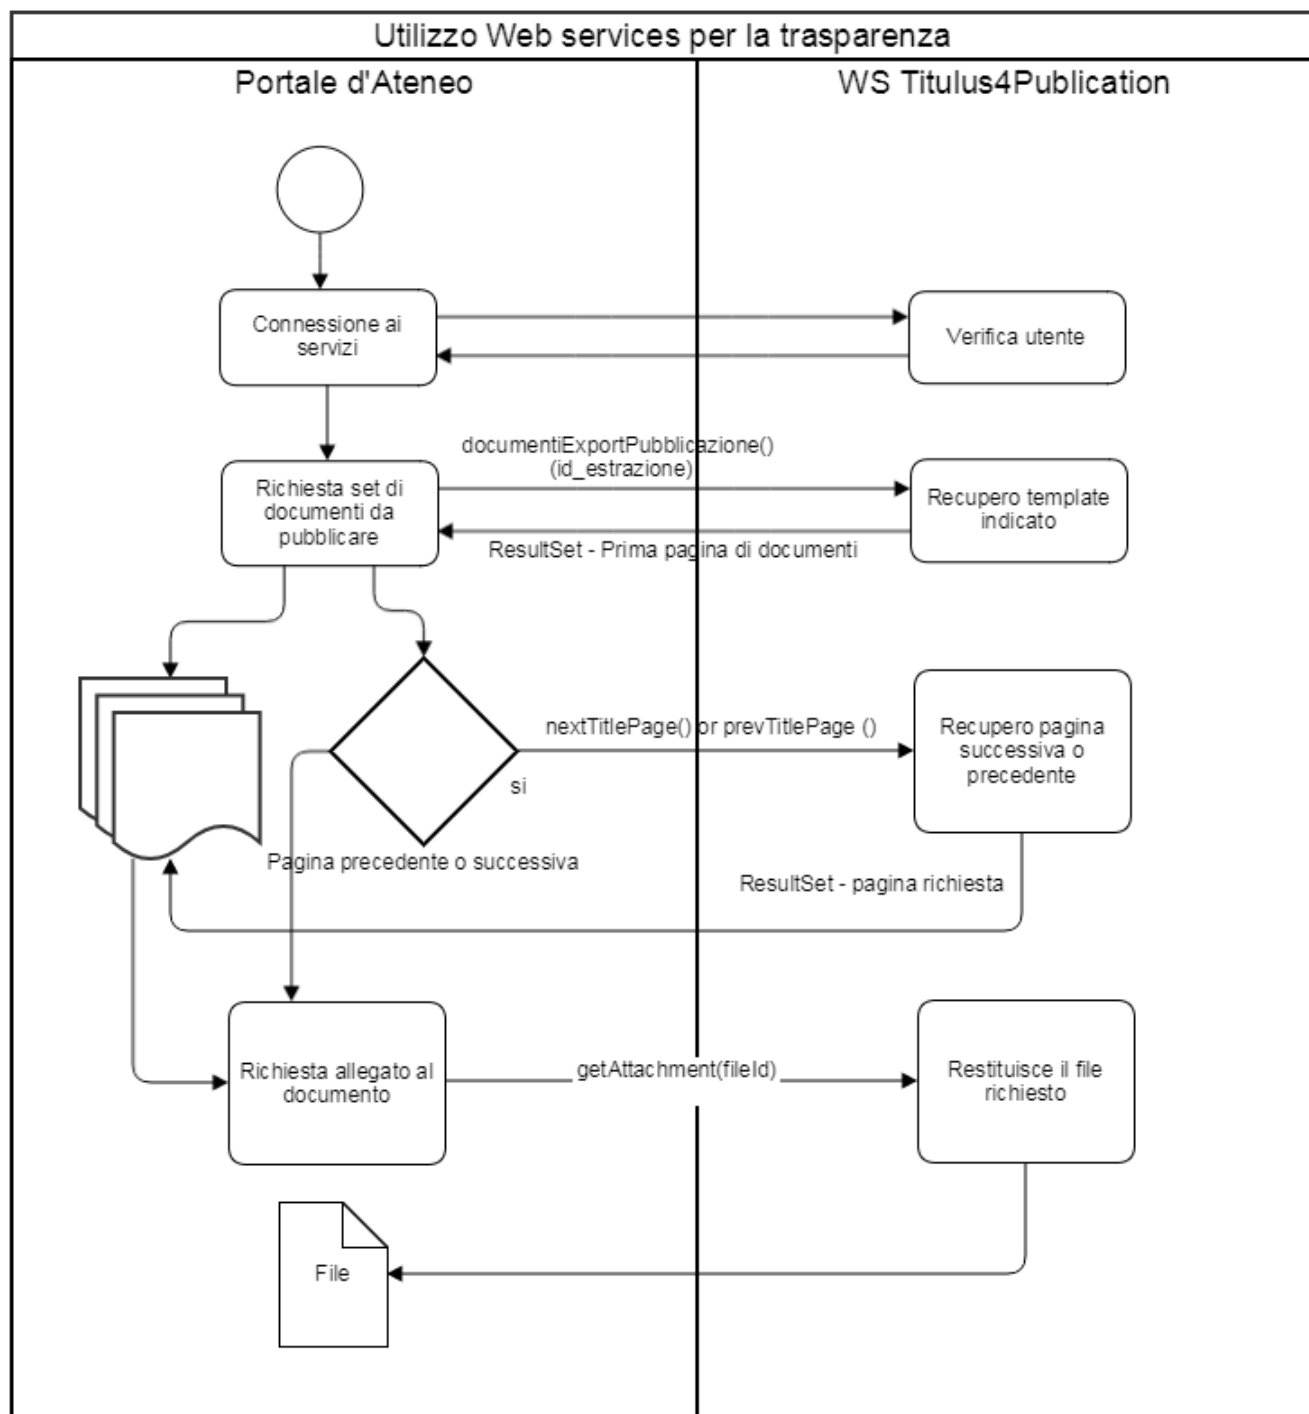 Utilizzo Web services per la trasparenza
Portale d'Ateneo
WS Titulus4Publication
Connessione ai
servizi
Verifica utente
documentiExportPubblicazione()
(id_estrazione)
Richiesta set di
documenti da
pubblicare
Recupero template
indicato
ResultSet - Prima pagina di documenti
nextTitlePage() or prevTitlePage ()
si
Recupero pagina
successiva o
precedente
Pagina precedente o successiva
ResultSet - pagina richiesta
Richiesta allegato al
documento
getAttachment(fileId)
Restituisce il file
richiesto
File